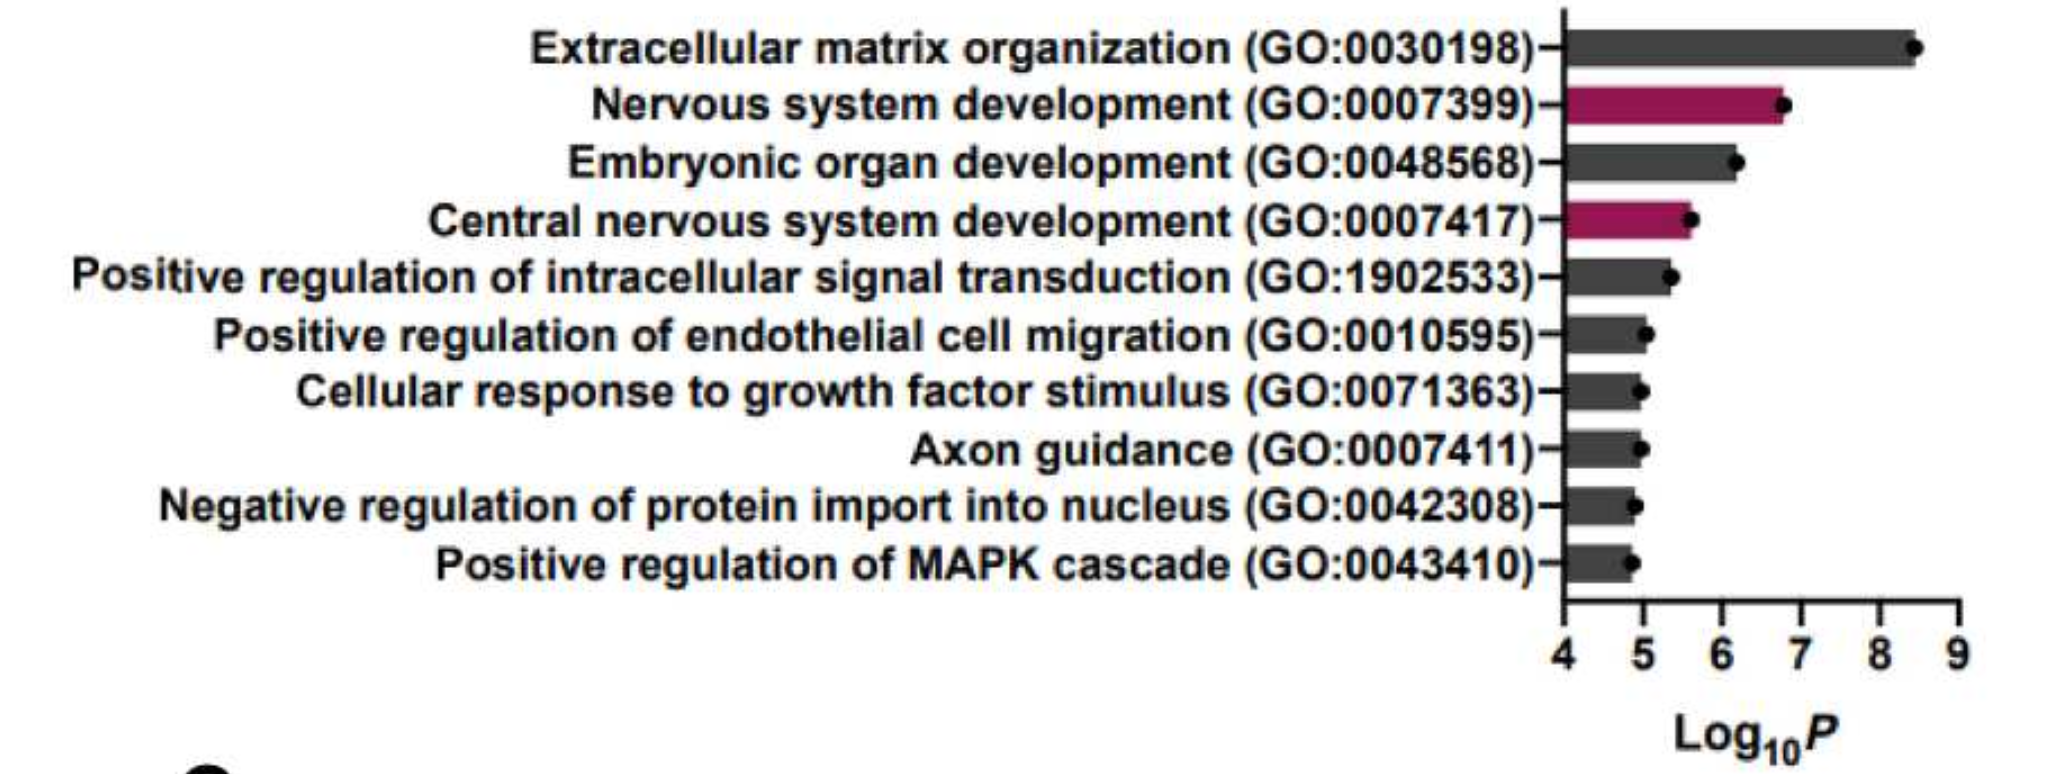 Extracellular matrix organization (GO:0030198)
Nervous system development (GO:0007399)
Embryonic organ development (GO:0048568)
Central nervous system development (GO:0007417)
Positive regulation of intracellular signal transduction (GO:1902533)
Positive regulation of endothelial cell migration (GO:0010595)
Cellular response to growth factor stimulus (GO:0071363)
Axon guidance (GO:0007411)
Negative regulation of protein import into nucleus (GO:0042308)
Positive regulation of MAPK cascade (GO:0043410)
4 5 6 7 8 9
Log₁₀P